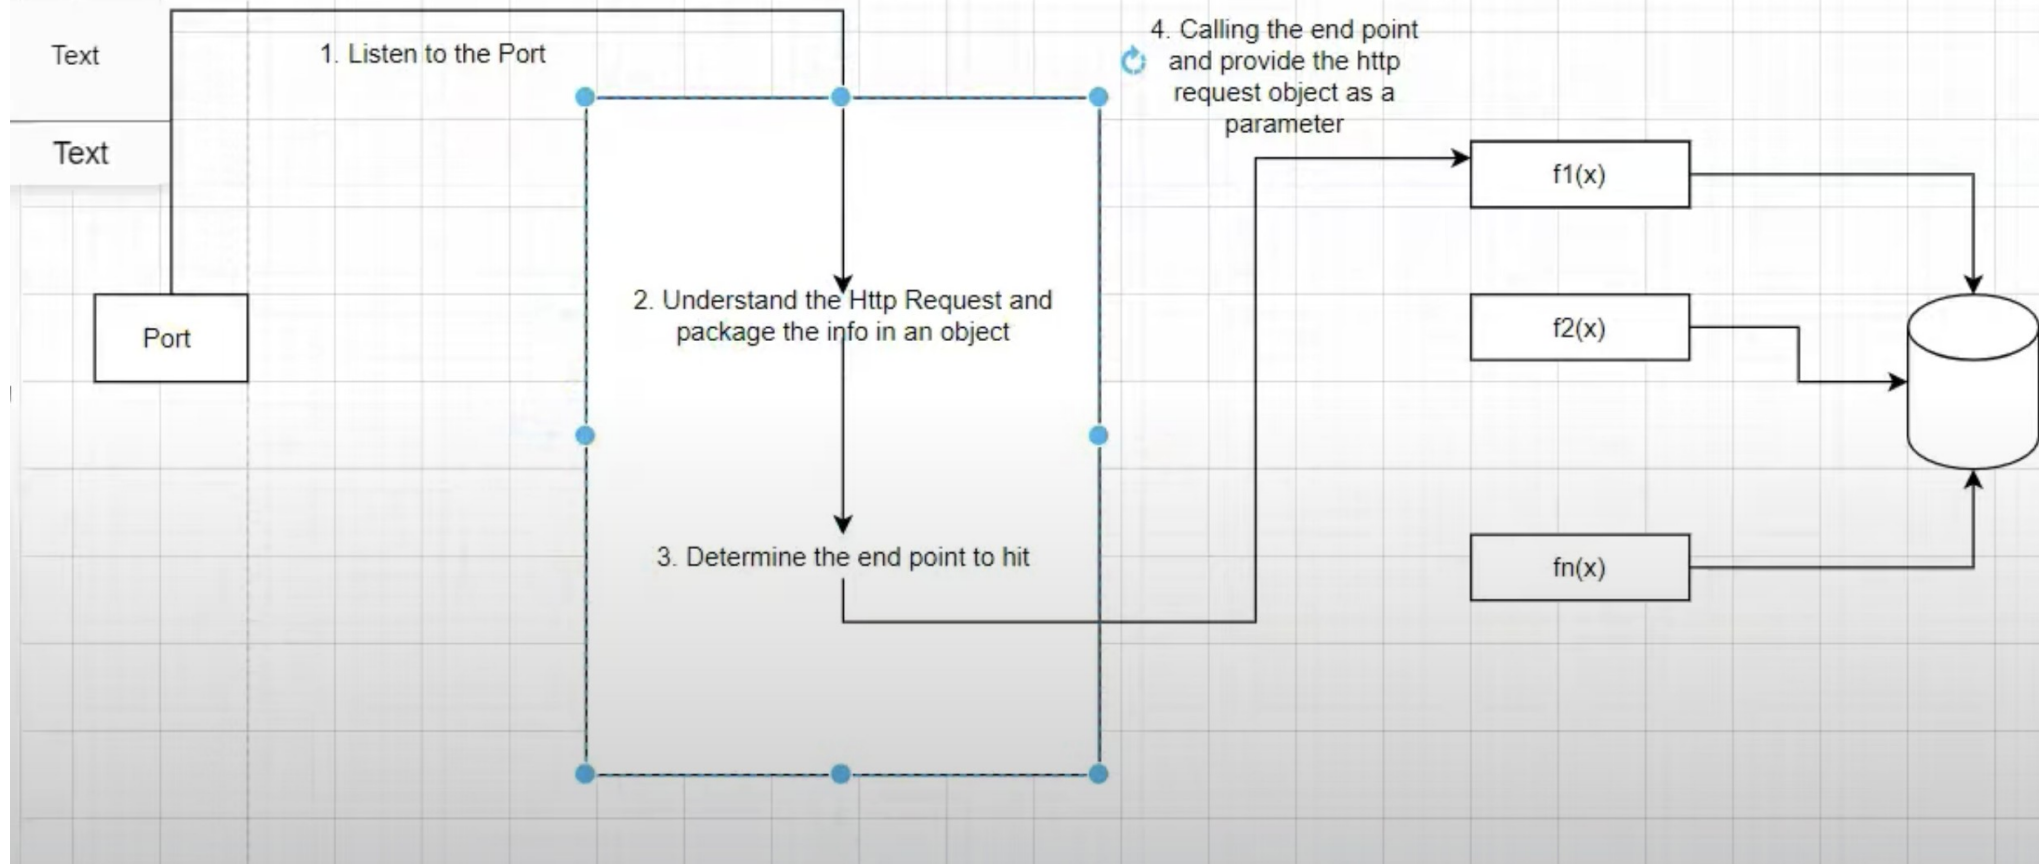 Text
Text
1. Listen to the Port
Port
2. Understand the Http Request and
package the info in an object
3. Determine the end point to hit
4. Calling the end point
and provide the http
request object as a
parameter
f1(x)
f2(x)
fn(x)